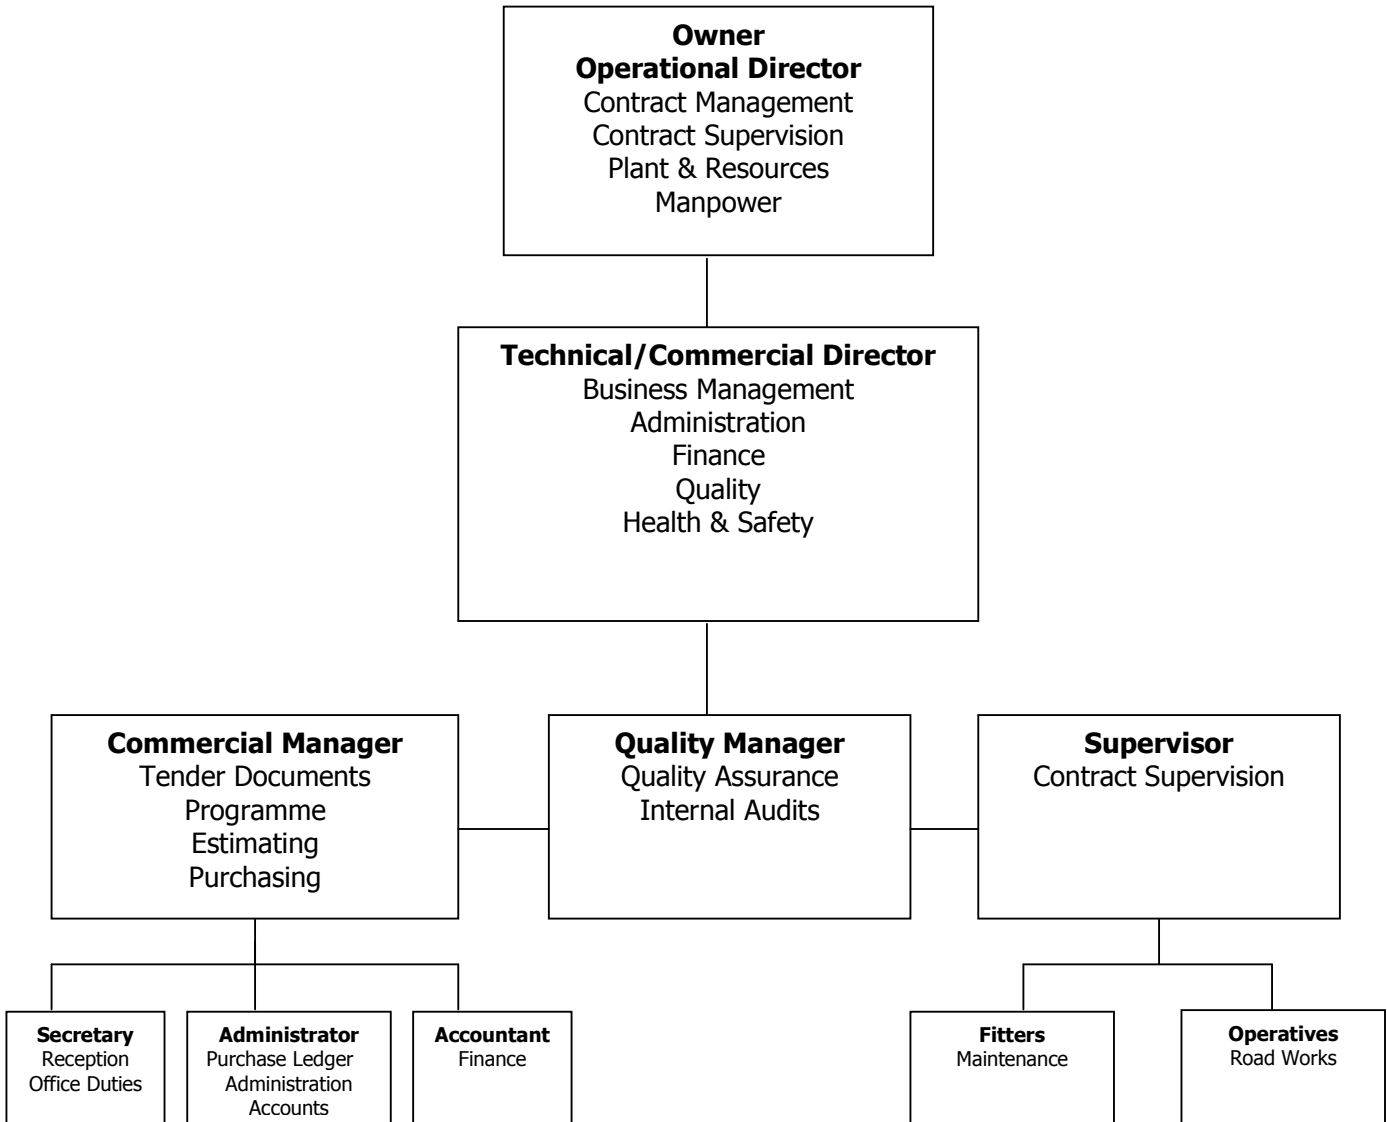 Owner
Operational Director
Contract Management
Contract Supervision
Plant & Resources
Manpower
Technical/Commercial Director
Business Management
Administration
Finance
Quality
Health & Safety
Commercial Manager
Tender Documents
Programme
Estimating
Purchasing
Quality Manager
Quality Assurance
Internal Audits
Supervisor
Contract Supervision
Secretary
Reception
Office Duties
Administrator
Purchase Ledger
Administration
Accounts
Accountant
Finance
Fitters
Maintenance
Operatives
Road Works